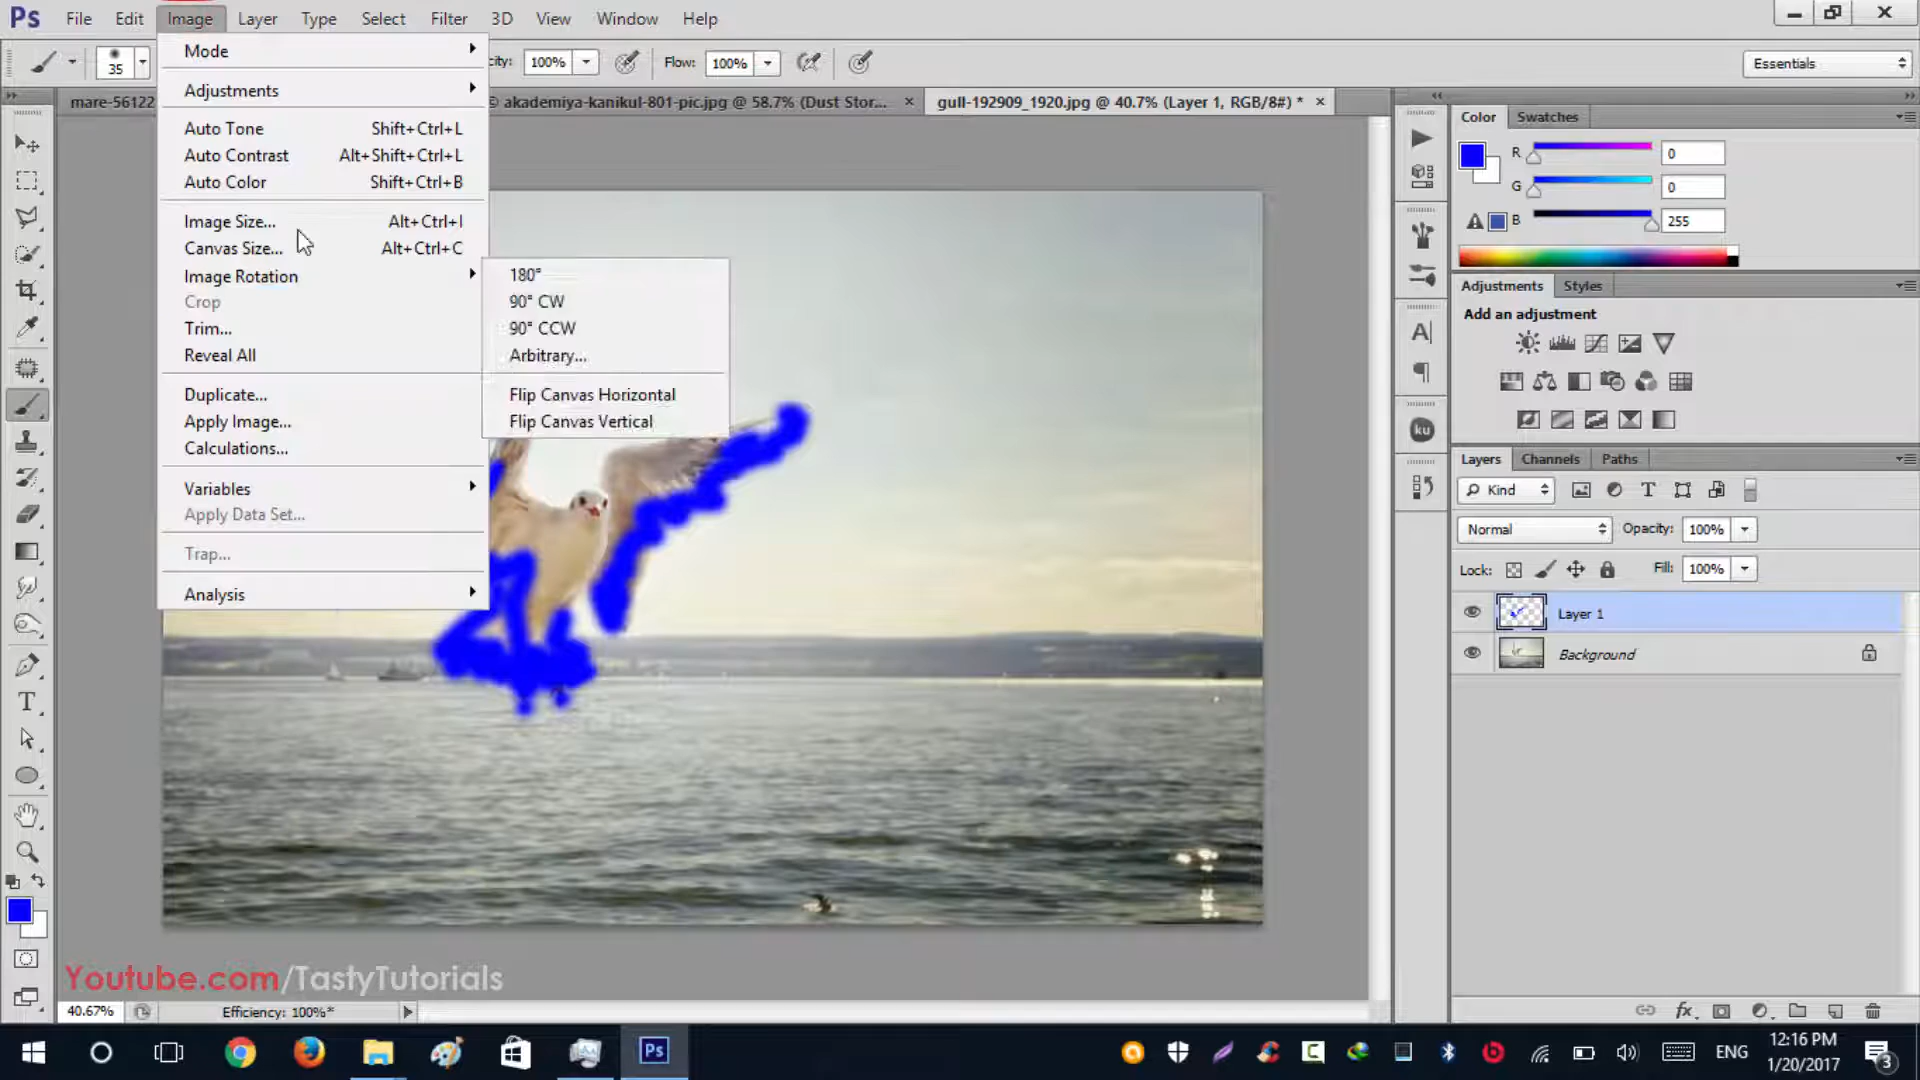 Ps File Edit Image Layer Type Select Filter 3D View Window Help
35 city: 100% Flow: 100% Essentials
mare-56122 © akademiya-kanikul-801-pic.jpg @ 58.7% (Dust Stor... × gull-192909_1920.jpg @ 40.7% (Layer 1, RGB/8#) * ×
Mode
Adjustments
Auto Tone Shift+Ctrl+L
Auto Contrast Alt+Shift+Ctrl+L
Auto Color Shift+Ctrl+B
Image Size... Alt+Ctrl+I
Canvas Size... Alt+Ctrl+C
Image Rotation
Crop
Trim...
Reveal All
Duplicate...
Apply Image...
Calculations...
Variables
Apply Data Set...
Trap...
Analysis
180°
90° CW
90° CCW
Arbitrary...
Flip Canvas Horizontal
Flip Canvas Vertical
Color Swatches
R 0
G 0
B 255
Adjustments Styles
Add an adjustment
Layers Channels Paths
Kind
Normal Opacity: 100%
Lock: Fill: 100%
Layer 1
Background
Youtube.com/TastyTutorials
40.67% Efficiency: 100%*
Ps ENG 12:16 PM
1/20/2017 3